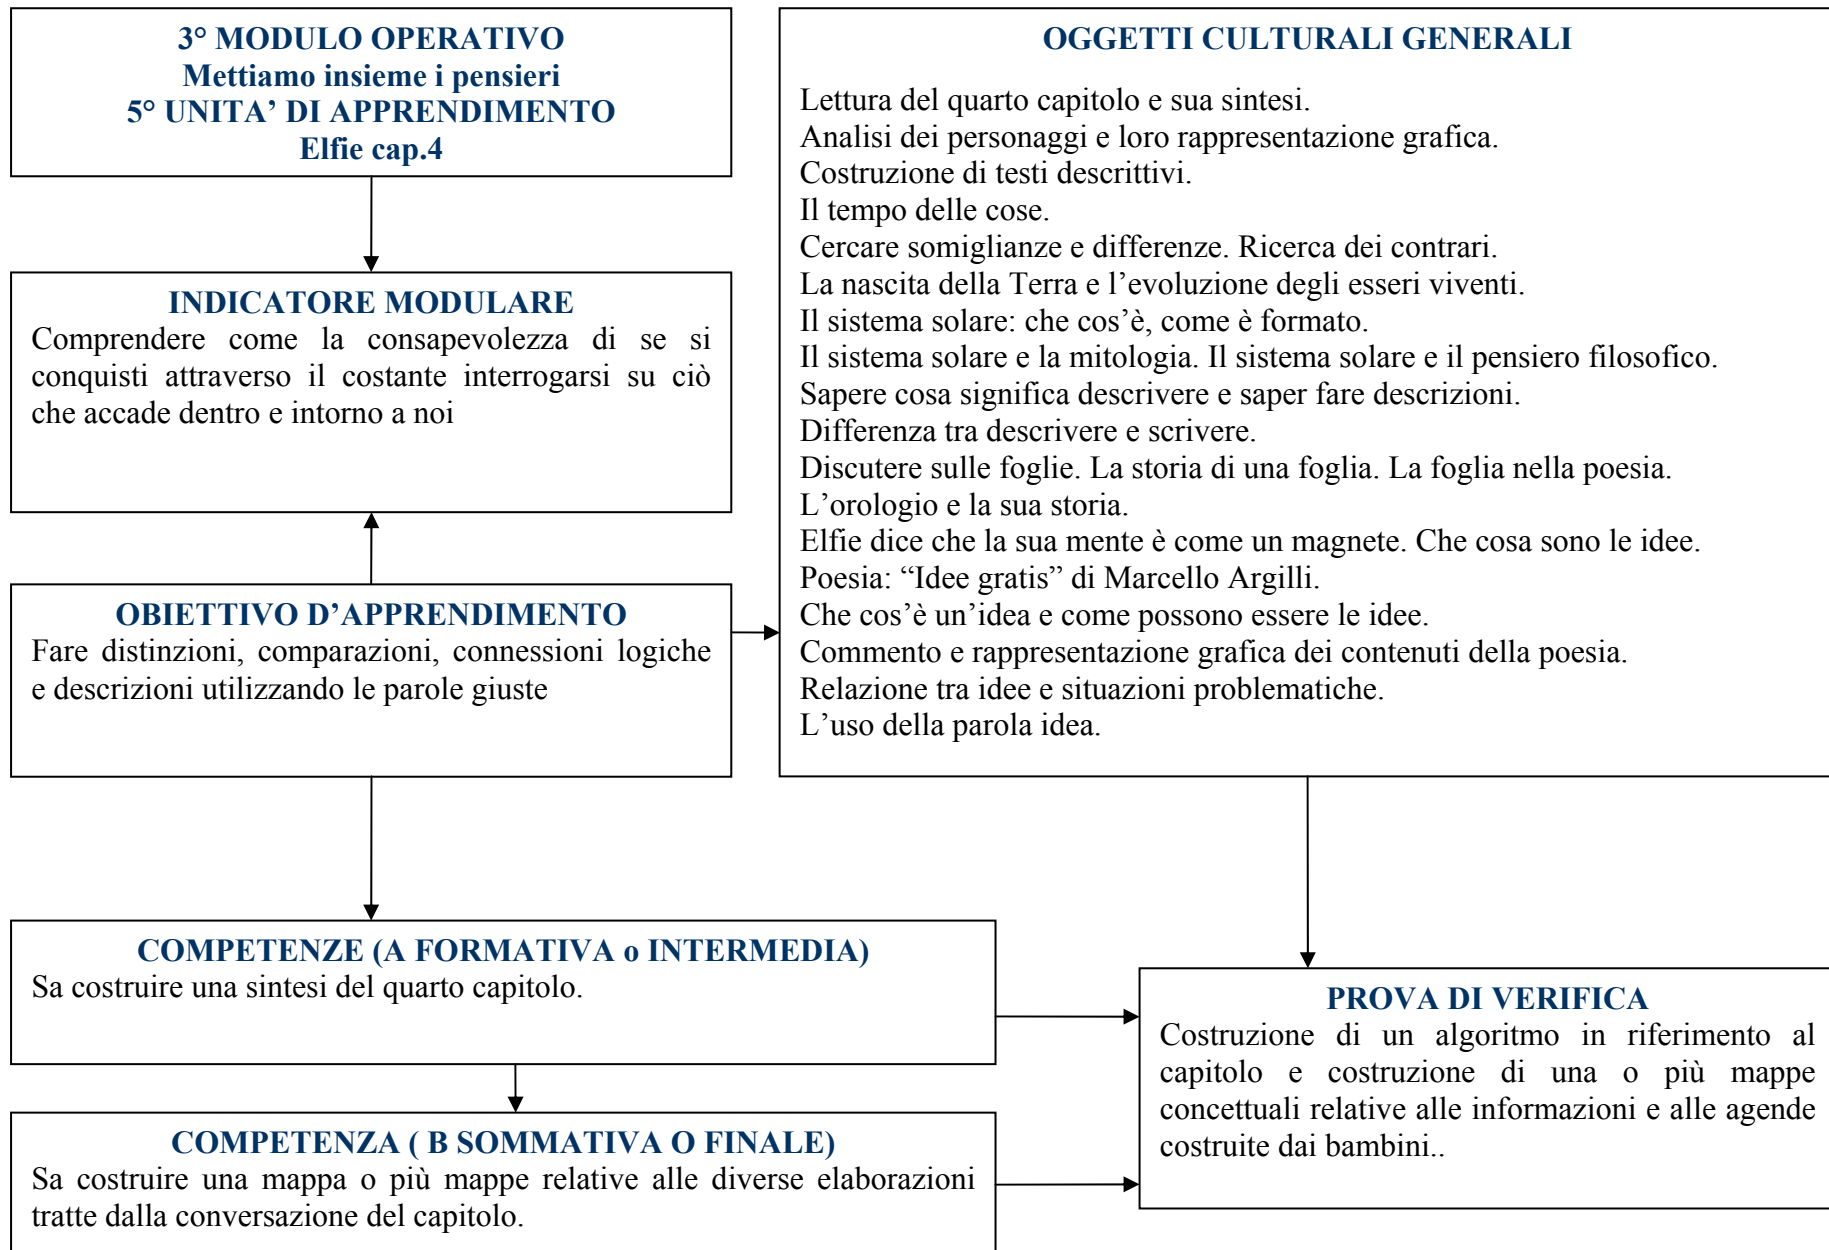 3° MODULO OPERATIVO
Mettiamo insieme i pensieri
5° UNITA’ DI APPRENDIMENTO
Elfie cap.4
INDICATORE MODULARE
Comprendere come la consapevolezza di se si
conquisti attraverso il costante interrogarsi su ciò
che accade dentro e intorno a noi
OBIETTIVO D’APPRENDIMENTO
Fare distinzioni, comparazioni, connessioni logiche
e descrizioni utilizzando le parole giuste
OGGETTI CULTURALI GENERALI
Lettura del quarto capitolo e sua sintesi.
Analisi dei personaggi e loro rappresentazione grafica.
Costruzione di testi descrittivi.
Il tempo delle cose.
Cercare somiglianze e differenze. Ricerca dei contrari.
La nascita della Terra e l’evoluzione degli esseri viventi.
Il sistema solare: che cos’è, come è formato.
Il sistema solare e la mitologia. Il sistema solare e il pensiero filosofico.
Sapere cosa significa descrivere e saper fare descrizioni.
Differenza tra descrivere e scrivere.
Discutere sulle foglie. La storia di una foglia. La foglia nella poesia.
L’orologio e la sua storia.
Elfie dice che la sua mente è come un magnete. Che cosa sono le idee.
Poesia: “Idee gratis” di Marcello Argilli.
Che cos’è un’idea e come possono essere le idee.
Commento e rappresentazione grafica dei contenuti della poesia.
Relazione tra idee e situazioni problematiche.
L’uso della parola idea.
COMPETENZE (A FORMATIVA o INTERMEDIA)
Sa costruire una sintesi del quarto capitolo.
COMPETENZA ( B SOMMATIVA O FINALE)
Sa costruire una mappa o più mappe relative alle diverse elaborazioni
tratte dalla conversazione del capitolo.
PROVA DI VERIFICA
Costruzione di un algoritmo in riferimento al
capitolo e costruzione di una o più mappe
concettuali relative alle informazioni e alle agende
costruite dai bambini..